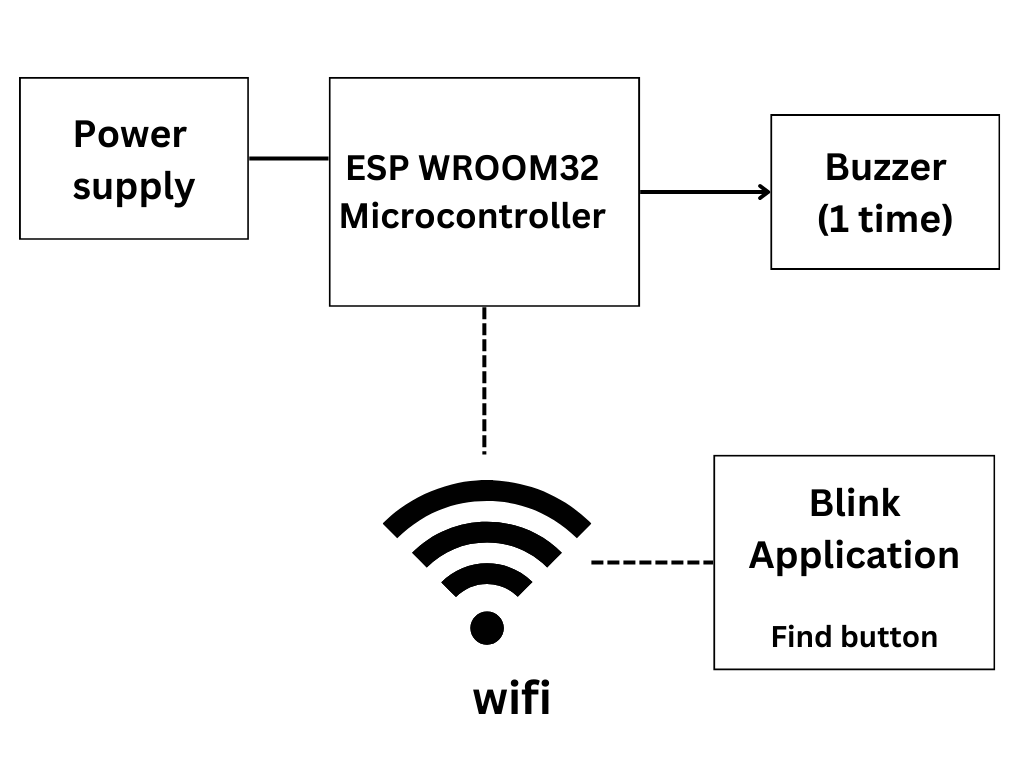 Power
supply
ESP WROOM32
Microcontroller
Buzzer
(1 time)
Blink
Application
Find button
wifi